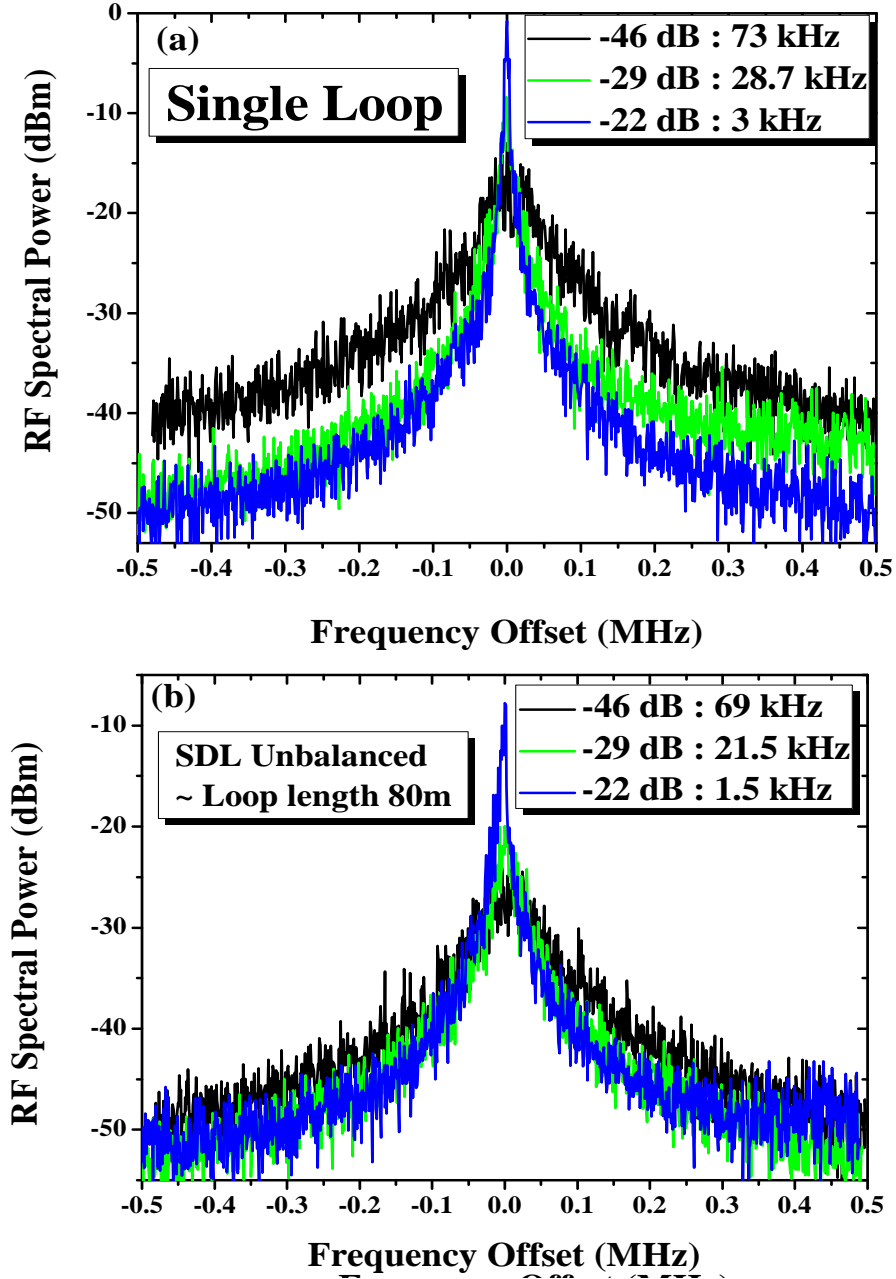 (a)
Single Loop
-46 dB : 73 kHz
-29 dB : 28.7 kHz
-22 dB : 3 kHz
RF Spectral Power (dBm)
0
-10
-20
-30
-40
-50
-0.5 -0.4 -0.3 -0.2 -0.1 0.0 0.1 0.2 0.3 0.4 0.5
Frequency Offset (MHz)
(b)
SDL Unbalanced
~ Loop length 80m
-46 dB : 69 kHz
-29 dB : 21.5 kHz
-22 dB : 1.5 kHz
RF Spectral Power (dBm)
-10
-20
-30
-40
-50
-0.5 -0.4 -0.3 -0.2 -0.1 0.0 0.1 0.2 0.3 0.4 0.5
Frequency Offset (MHz)